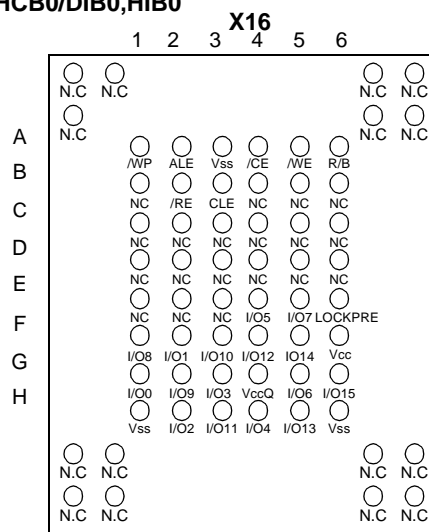 HCB0/DIB0,HIB0
X16
1 2 3 4 5 6
N.C N.C N.C N.C
N.C N.C N.C
A
/WP ALE Vss /CE /WE R/B
B
NC /RE CLE NC NC NC
C
NC NC NC NC NC NC
D
NC NC NC NC NC NC
E
NC NC NC I/O5 I/O7 LOCKPRE
F
I/O8 I/O1 I/O10 I/O12 IO14 Vcc
G
I/O0 I/O9 I/O3 VccQ I/O6 I/O15
H
Vss I/O2 I/O11 I/O4 I/O13 Vss
N.C N.C N.C N.C
N.C N.C N.C N.C